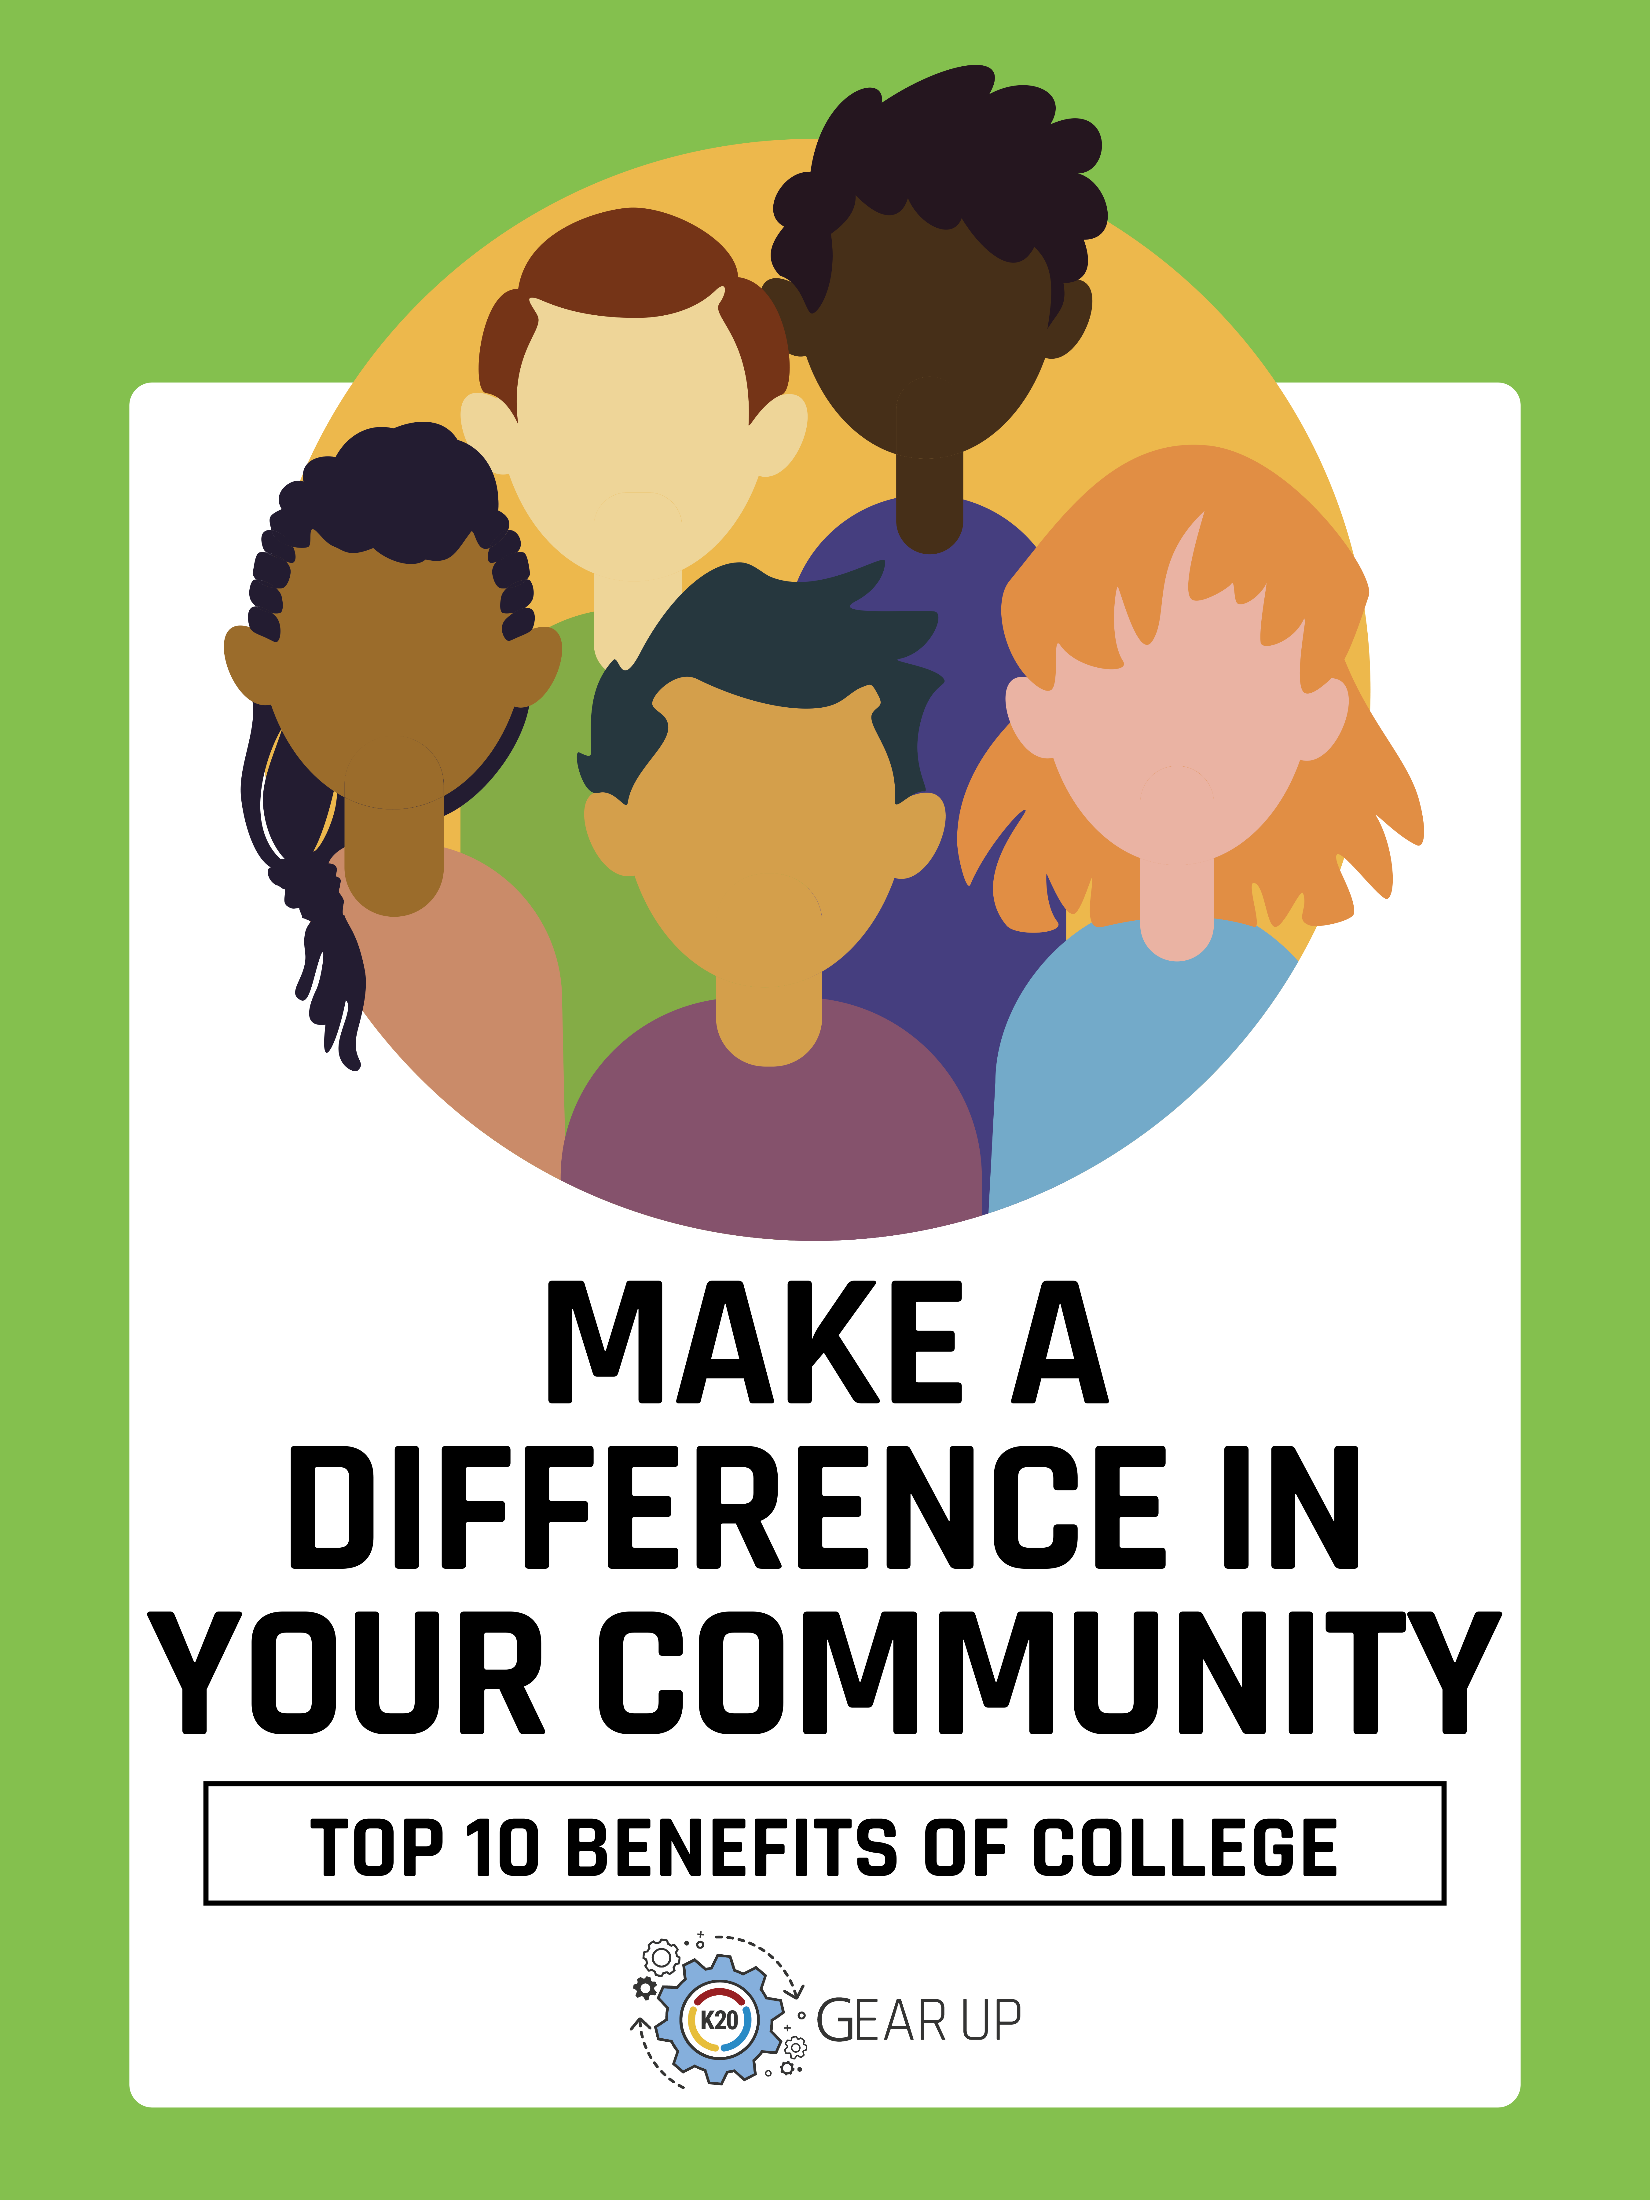 MAKE A
DIFFERENCE IN
YOUR COMMUNITY
TOP 10 BENEFITS OF COLLEGE
K20
GEAR UP